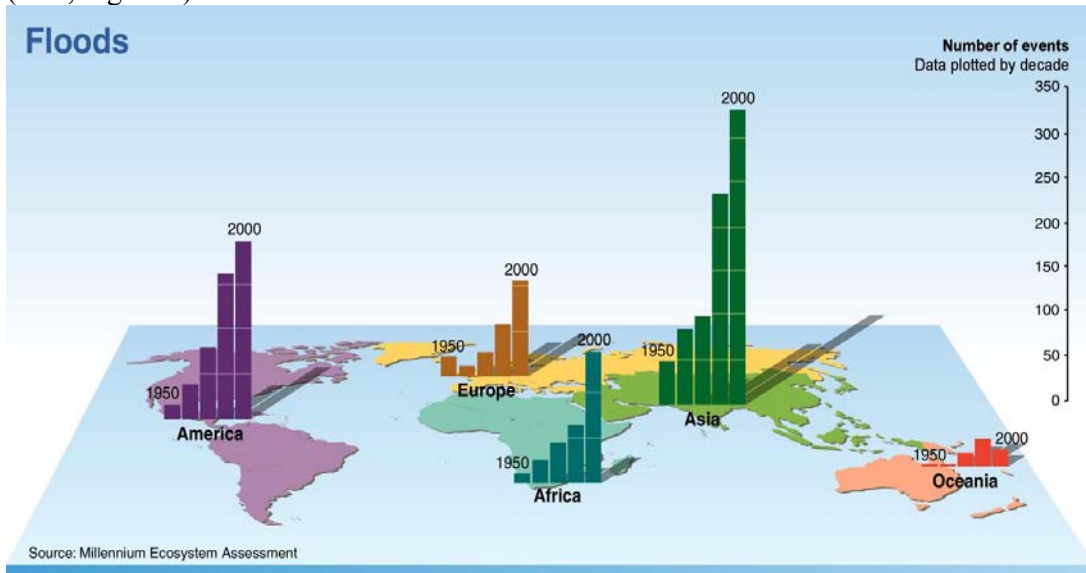 Floods
Number of events
Data plotted by decade
350
300
250
200
150
100
50
0
2000
2000
2000
1950
2000
1950
1950
Europe
Asia
America
1950
Africa
1950
2000
Oceania
Source: Millennium Ecosystem Assessment